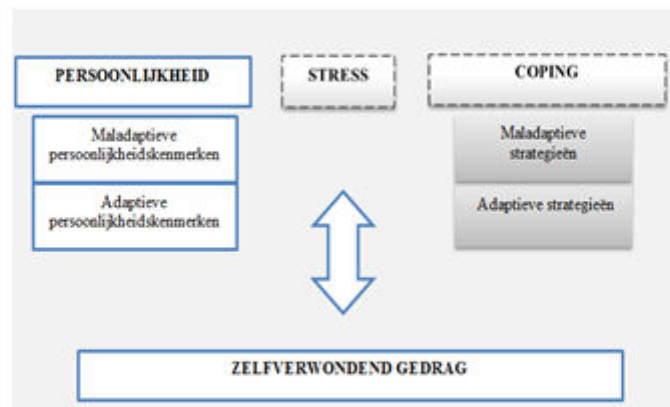 PERSOONLIJKHEID
STRESS
COPING
Maladaptieve
persoonlijkheidskenmerken
Adaptieve
persoonlijkheidskenmerken
Maladaptieve
strategieën
Adaptieve strategieën
ZELFVERWONDEND GEDRAG